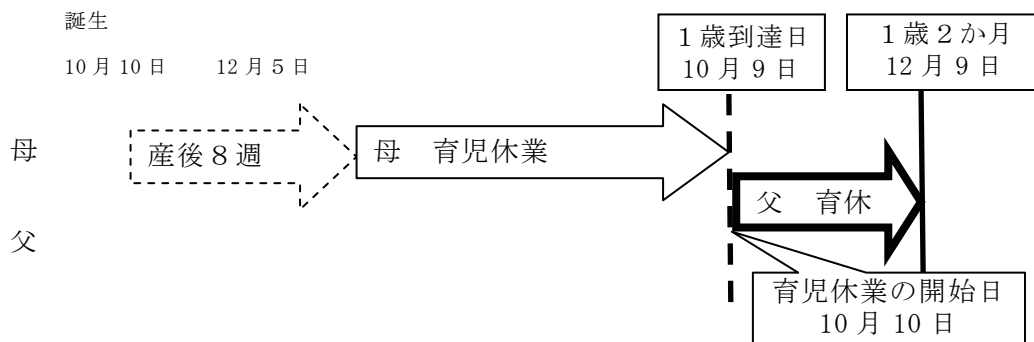 誕生
10月10日　12月5日
1歳到達日
10月9日
1歳2か月
12月9日
母
産後8週
母　育児休業
父　育休
父
育児休業の開始日
10月10日